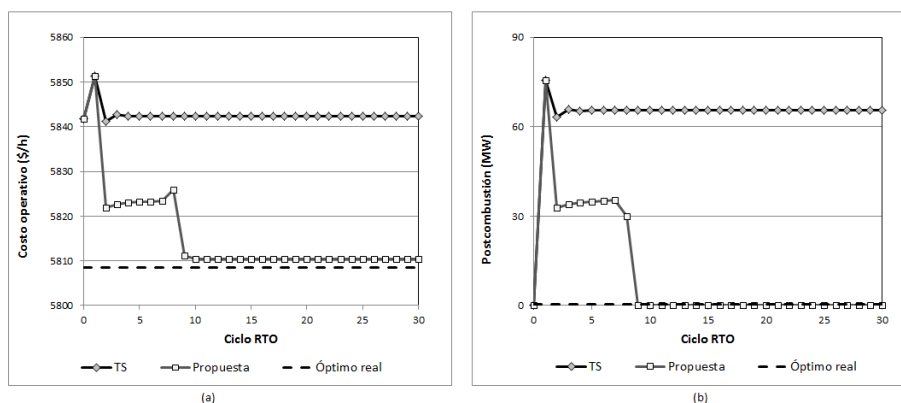 5860
5850
5840
5830
5820
5810
5800
Costo operativo ($/h)
0 5 10 15 20 25 30
Ciclo RTO
TS Propuesta Óptimo real
(a)
90
60
30
0
Postcombustión (MW)
0 5 10 15 20 25 30
Ciclo RTO
TS Propuesta Óptimo real
(b)